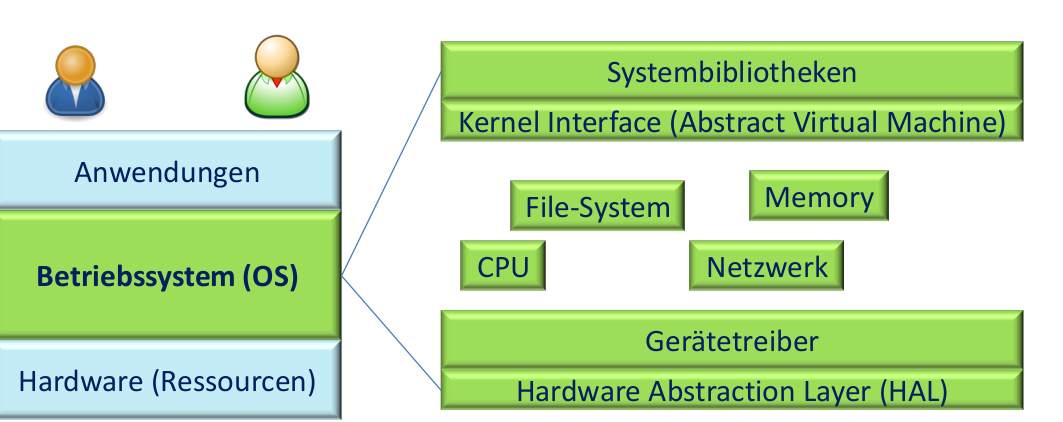 Anwendungen
Betriebssystem (OS)
Hardware (Ressourcen)
Systembibliotheken
Kernel Interface (Abstract Virtual Machine)
File-System
Memory
CPU
Netzwerk
Gerätetreiber
Hardware Abstraction Layer (HAL)